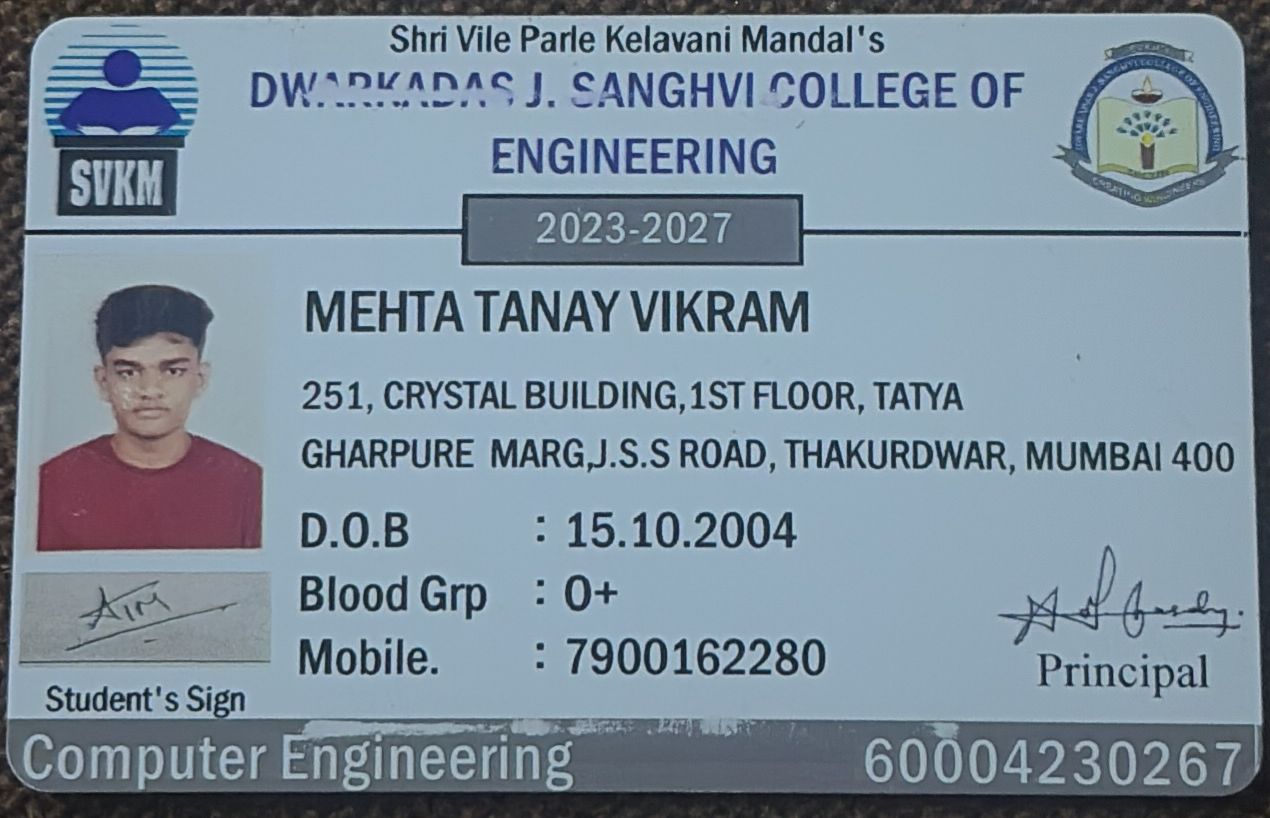 Shri Vile Parle Kelavani Mandal's
DWARKADAS J. SANGHVI COLLEGE OF
ENGINEERING
SVKM
2023-2027
MEHTA TANAY VIKRAM
251, CRYSTAL BUILDING,1ST FLOOR, TATYA
GHARPURE MARG,J.S.S ROAD, THAKURDWAR, MUMBAI 400
D.O.B : 15.10.2004
Blood Grp : O+
Mobile. : 7900162280
Principal
Student's Sign
Computer Engineering 60004230267